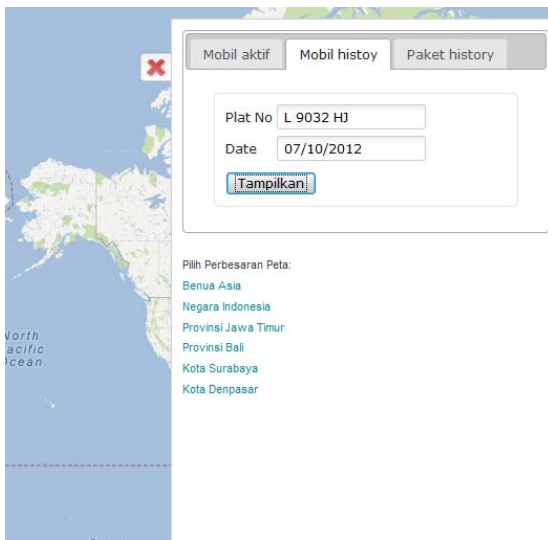 Mobil aktif Mobil histoy Paket history
Plat No L 9032 HJ
Date 07/10/2012
Tampilkan
Pilih Perbesaran Peta:
Benua Asia
Negara Indonesia
Provinsi Jawa Timur
Provinsi Bali
Kota Surabaya
Kota Denpasar
North
acific
Ocean